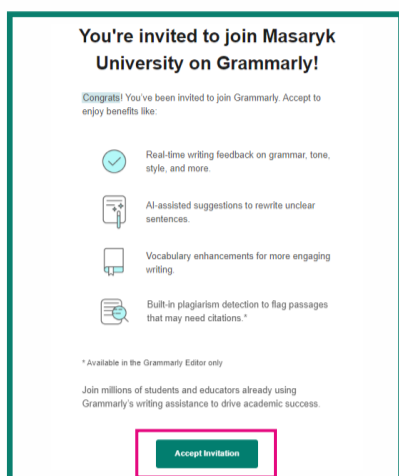 You're invited to join Masaryk
University on Grammarly!
Congrats! You've been invited to join Grammarly. Accept to
enjoy benefits like:
Real-time writing feedback on grammar, tone,
style, and more.
AI-assisted suggestions to rewrite unclear
sentences.
Vocabulary enhancements for more engaging
writing.
Built-in plagiarism detection to flag passages
that may need citations.*
* Available in the Grammarly Editor only
Join millions of students and educators already using
Grammarly's writing assistance to drive academic success.
Accept Invitation